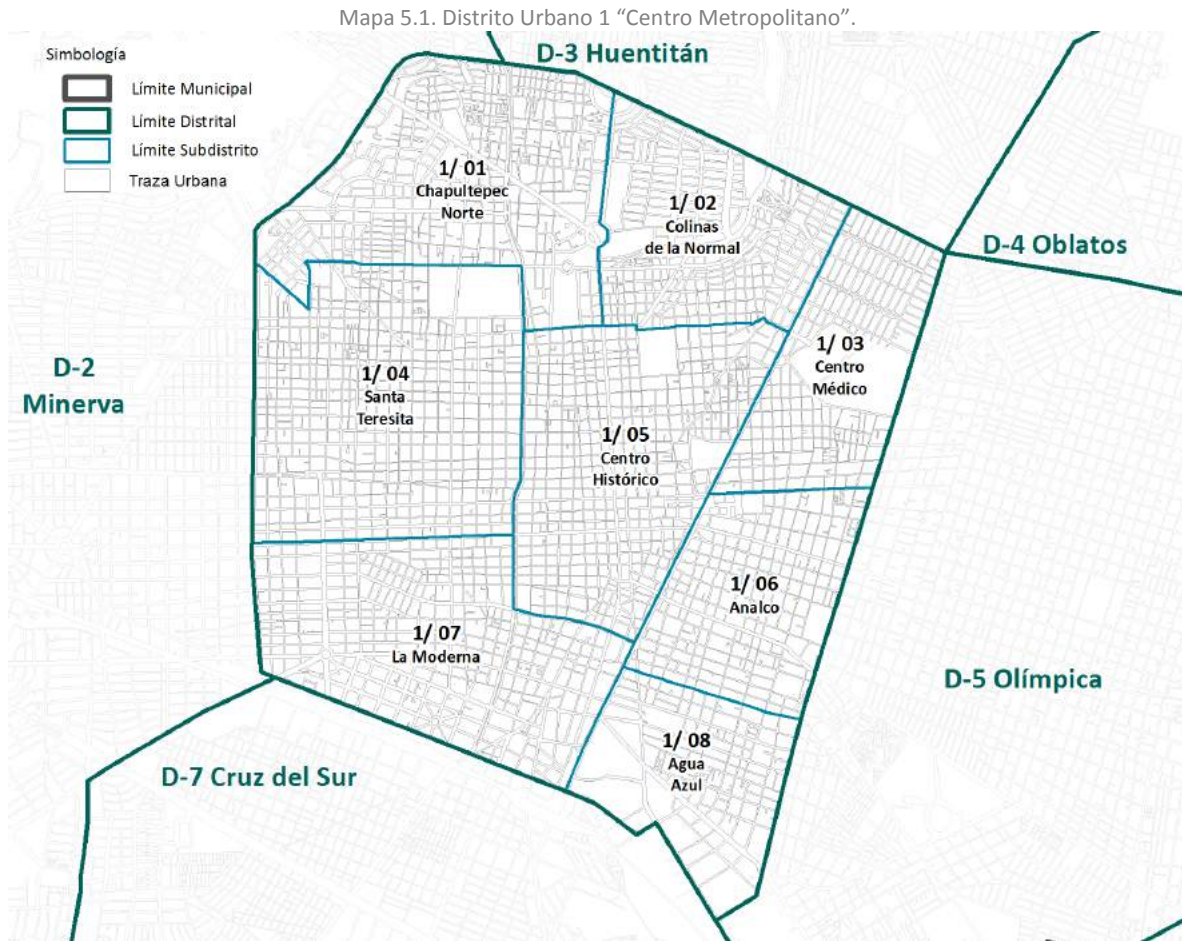 Mapa 5.1. Distrito Urbano 1 “Centro Metropolitano”.
Simbología
Límite Municipal
Límite Distrital
Límite Subdistrito
Traza Urbana
D-3 Huentitán
1/ 01
Chapultepec
Norte
1/ 02
Colinas
de la Normal
D-4 Oblatos
D-2
Minerva
1/ 03
Centro
Médico
1/ 04
Santa
Teresita
1/ 05
Centro
Histórico
1/ 06
Analco
1/ 07
La Moderna
D-5 Olímpica
1/ 08
Agua
Azul
D-7 Cruz del Sur